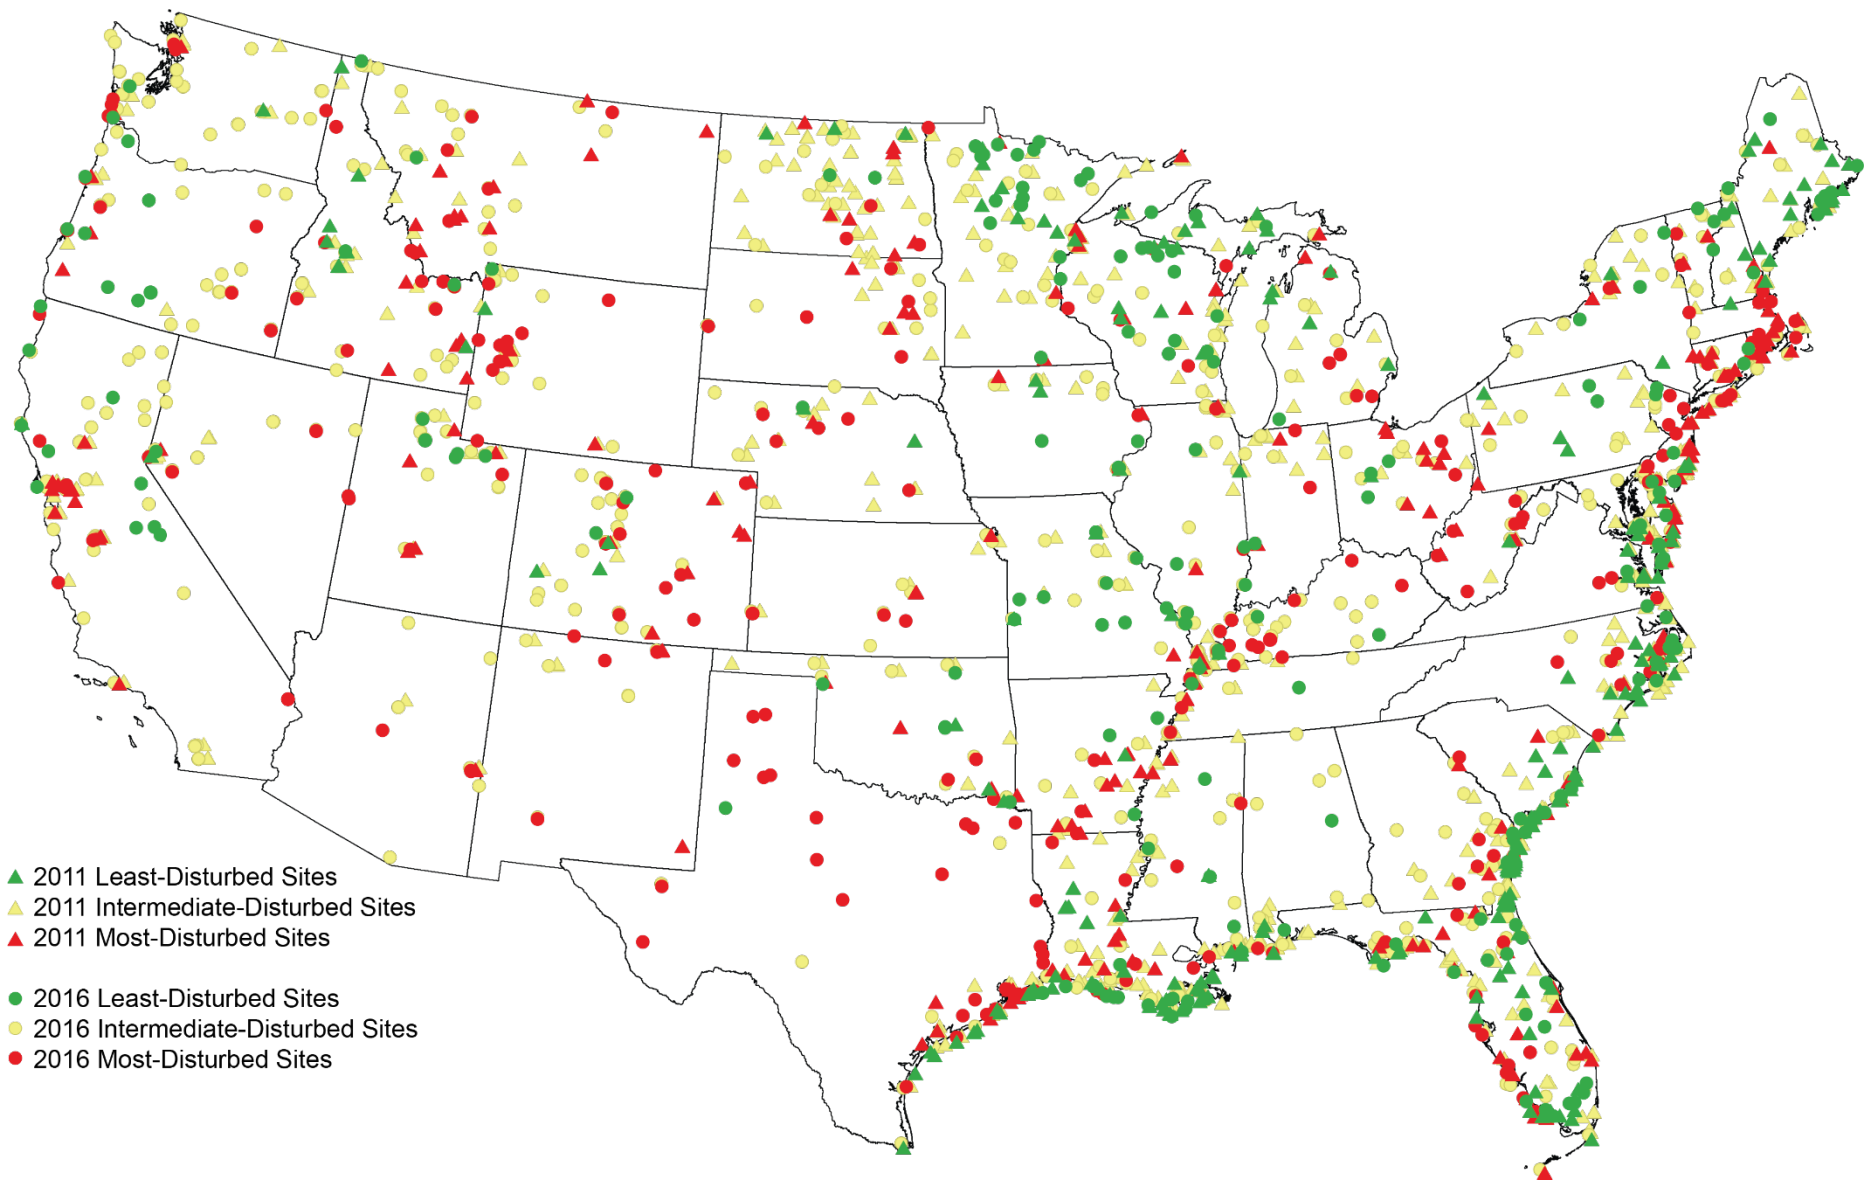 2011 Least-Disturbed Sites
2011 Intermediate-Disturbed Sites
2011 Most-Disturbed Sites
2016 Least-Disturbed Sites
2016 Intermediate-Disturbed Sites
2016 Most-Disturbed Sites